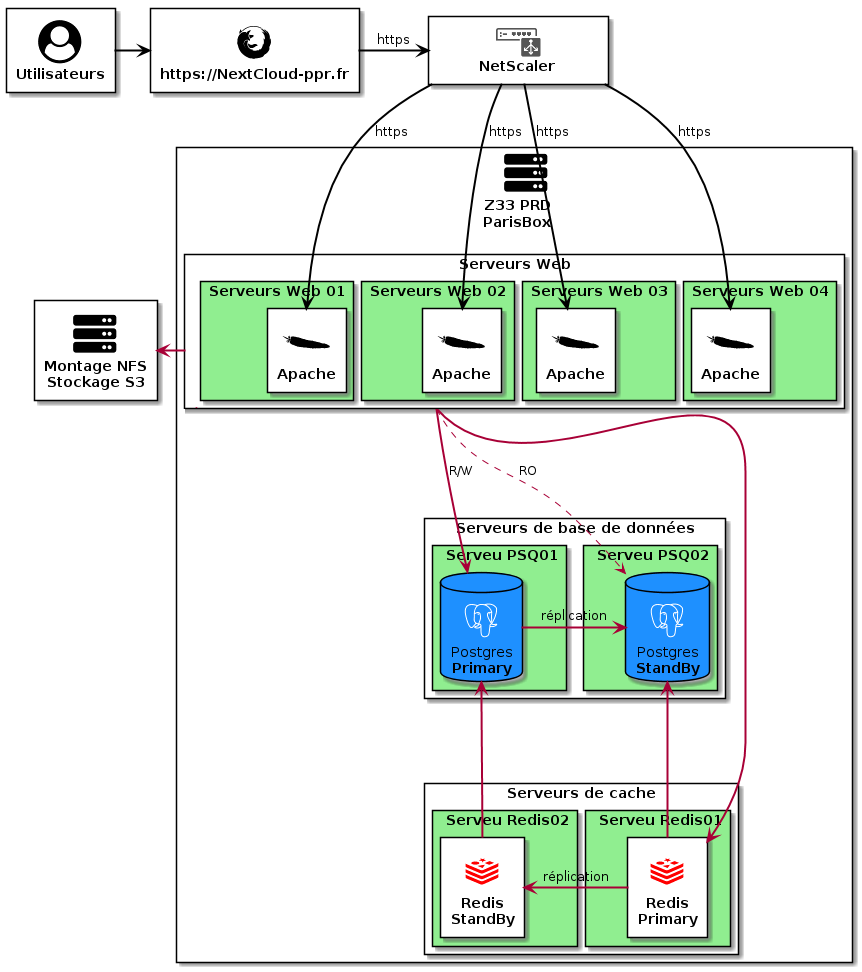 Utilisateurs
https://NextCloud-ppr.fr
https
NetScaler
https
https
https
https
Z33 PRD
ParisBox
Serveurs Web
Serveurs Web 01
Serveurs Web 02
Serveurs Web 03
Serveurs Web 04
Apache
Apache
Apache
Apache
Montage NFS
Stockage S3
R/W
RO
Serveurs de base de données
Serveu PSQ01
Serveu PSQ02
réplication
Postgres
Primary
Postgres
StandBy
Serveurs de cache
Serveu Redis02
Serveu Redis01
réplication
Redis
StandBy
Redis
Primary